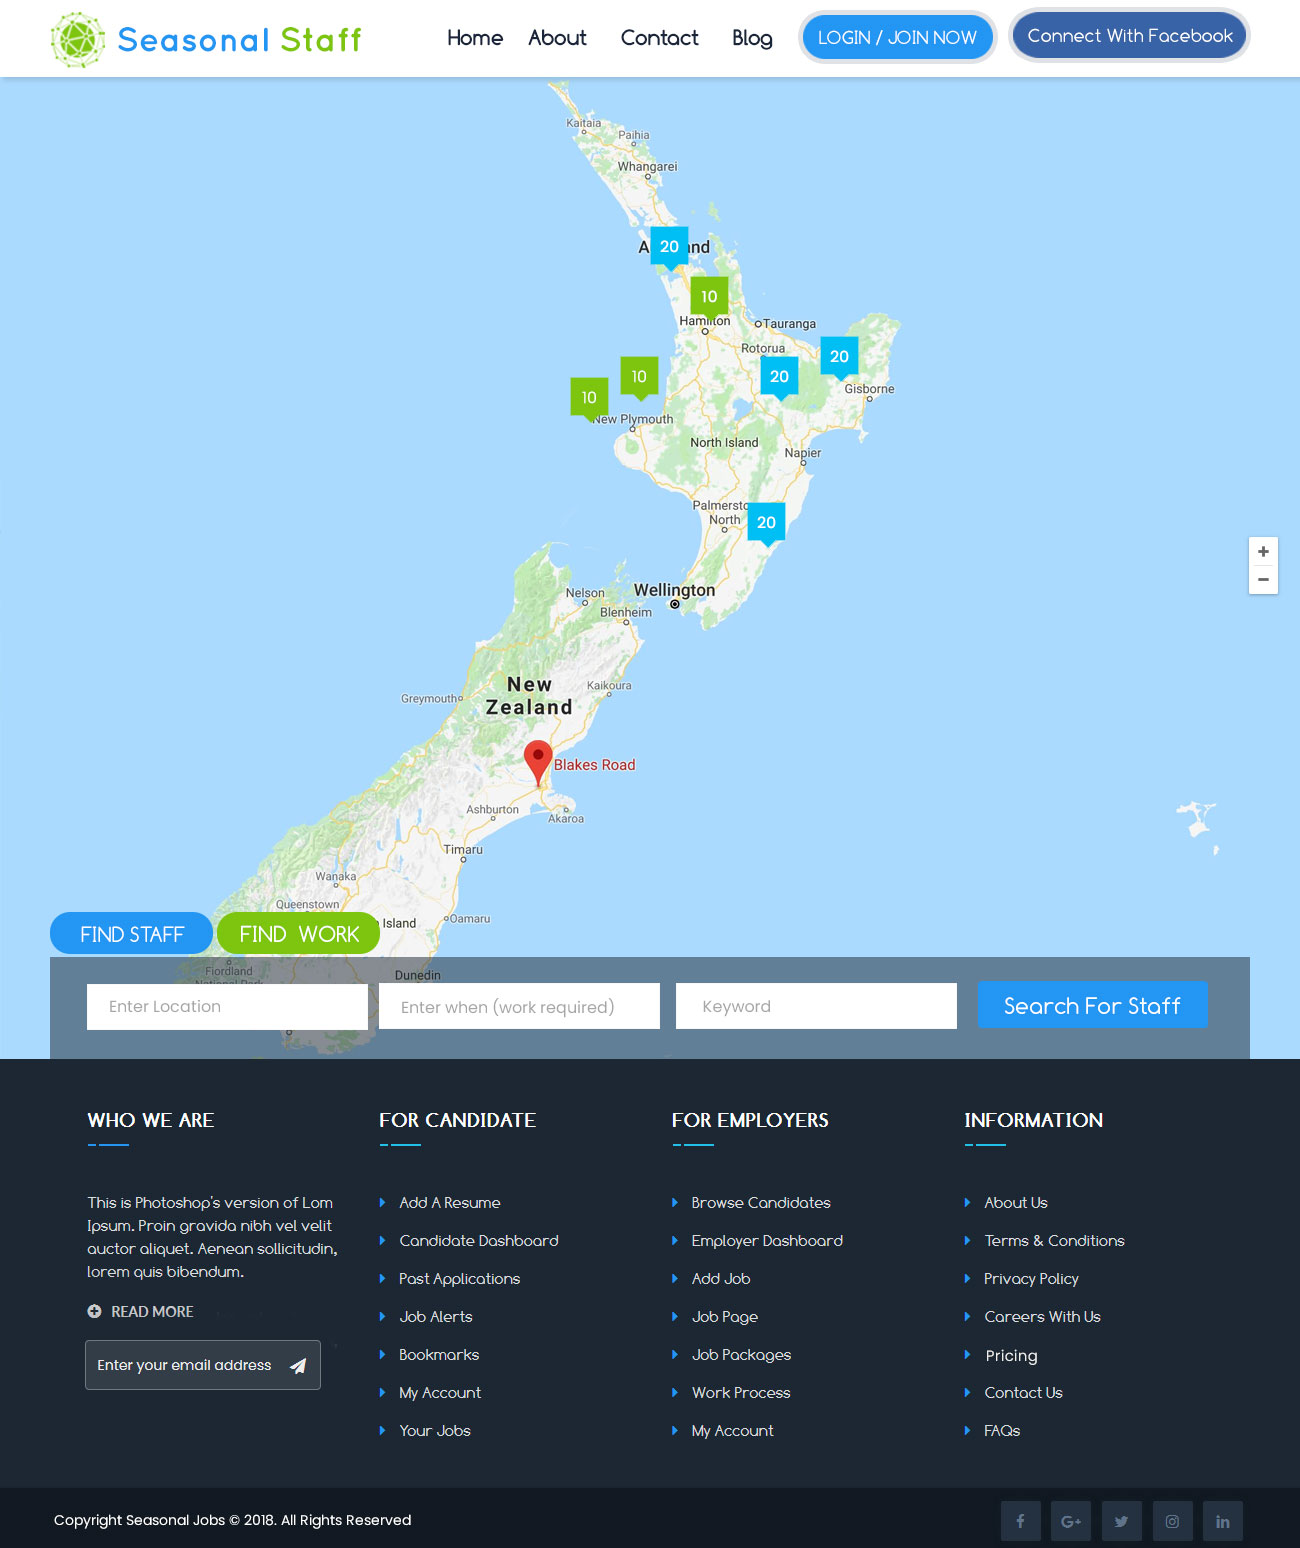 Seasonal Staff
Home About Contact Blog LOGIN / JOIN NOW Connect With Facebook
Kaitaia
Paihia
Whangarei
20
10
Hamilton
Tauranga
Rotorua
20
20
10
10
Gisborne
New Plymouth
North Island
Napier
Palmersto
North
20
Wellington
Nelson
Blenheim
+
−
New
Zealand
Kaikoura
Greymouth
Blakes Road
Ashburton
Akaroa
Timaru
Wanaka
Queenstown
Island
Oamaru
FIND STAFF FIND WORK
Fiordland
National Park
Dunedin
Enter Location Enter when (work required) Keyword Search For Staff
WHO WE ARE
This is Photoshop's version of Lom
Ipsum. Proin gravida nibh vel velit
auctor aliquet. Aenean sollicitudin,
lorem quis bibendum.
READ MORE
Enter your email address
FOR CANDIDATE
Add A Resume
Candidate Dashboard
Past Applications
Job Alerts
Bookmarks
My Account
Your Jobs
FOR EMPLOYERS
Browse Candidates
Employer Dashboard
Add Job
Job Page
Job Packages
Work Process
My Account
INFORMATION
About Us
Terms & Conditions
Privacy Policy
Careers With Us
Pricing
Contact Us
FAQs
Copyright Seasonal Jobs © 2018. All Rights Reserved
f G+ in